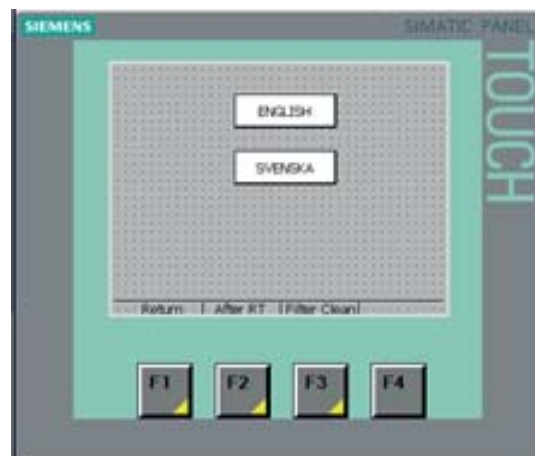 SIEMENS
SIMATIC PANEL
TOUCH
ENGLISH
SVENSKA
Return | After RT | Filter Clean |
F1 F2 F3 F4